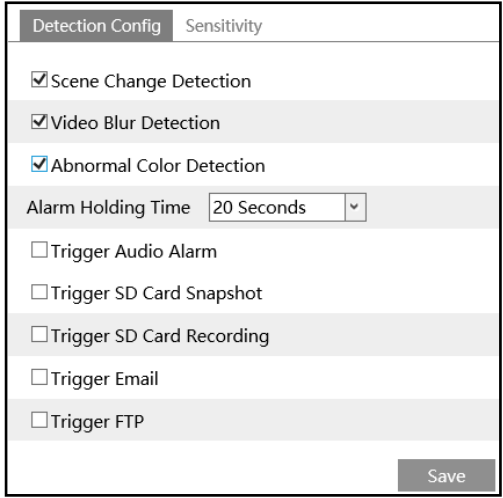 Detection Config Sensitivity
Scene Change Detection
Video Blur Detection
Abnormal Color Detection
Alarm Holding Time 20 Seconds
Trigger Audio Alarm
Trigger SD Card Snapshot
Trigger SD Card Recording
Trigger Email
Trigger FTP
Save